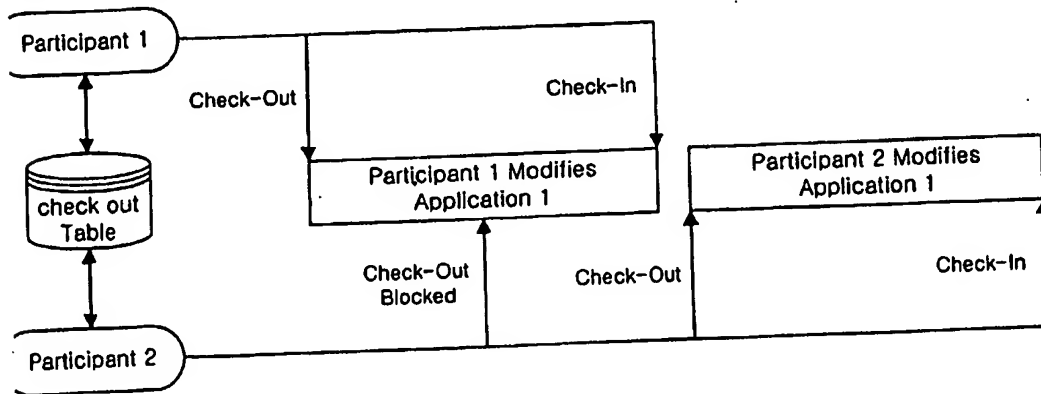 Participant 1
Check-Out
Check-In
Participant 1 Modifies
Application 1
Participant 2 Modifies
Application 1
check out
Table
Check-Out
Blocked
Check-Out
Check-In
Participant 2